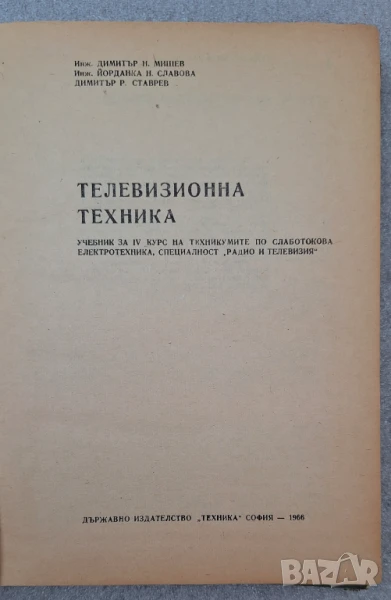 Инж. ДИМИТЪР Н. МИШЕВ
Инж. ЙОРДАНКА Н. СЛАВОВА
ДИМИТЪР Р. СТАВРЕВ
ТЕЛЕВИЗИОННА
ТЕХНИКА
УЧЕБНИК ЗА IV КУРС НА ТЕХНИКУМИТЕ ПО СЛАБОТОКОВА
ЕЛЕКТРОТЕХНИКА, СПЕЦИАЛНОСТ „РАДИО И ТЕЛЕВИЗИЯ"
ДЪРЖАВНО ИЗДАТЕЛСТВО „ТЕХНИКА" СОФИЯ — 1966
BAZAR